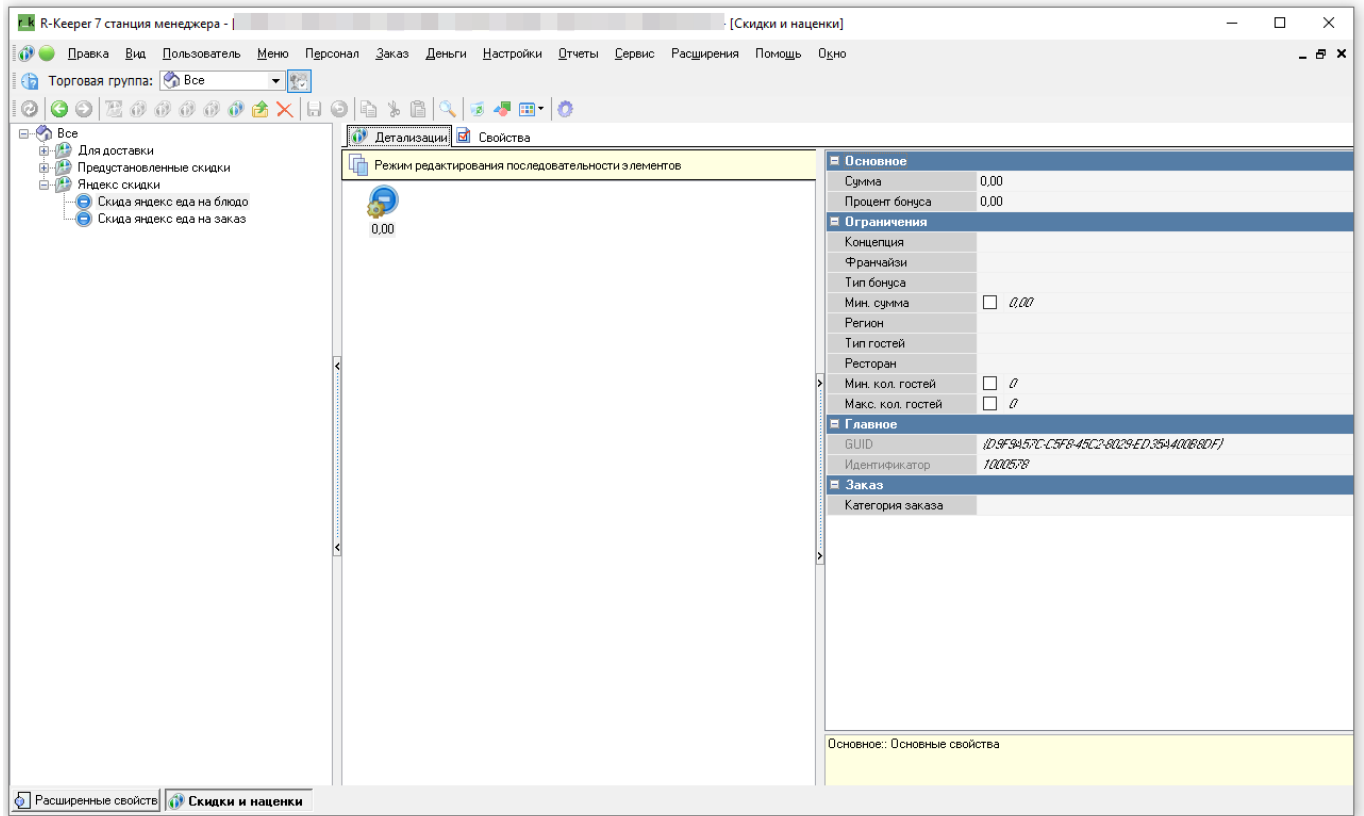 R-Keeper 7 станция менеджера - [ - [Скидки и наценки]
Правка Вид Пользователь Меню Персонал Заказ Деньги Настройки Отчеты Сервис Расширения Помощь Окно
Торговая группа: Все
Все
Для доставки
Предустановленные скидки
Яндекс скидки
Скида яндекс еда на блюдо
Скида яндекс еда на заказ
Детализации Свойства
Режим редактирования последовательности элементов
0,00
Основное
Сумма 0,00
Процент бонуса 0,00
Ограничения
Концепция
Франчайзи
Тип бонуса
Мин. сумма 0,00
Регион
Тип гостей
Ресторан
Мин. кол. гостей 0
Макс. кол. гостей 0
Главное
GUID {D9F9A57C-C5F8-45C2-8029-ED35A400B8DF}
Идентификатор 1000578
Заказ
Категория заказа
Основное:: Основные свойства
Расширенные свойств Скидки и наценки